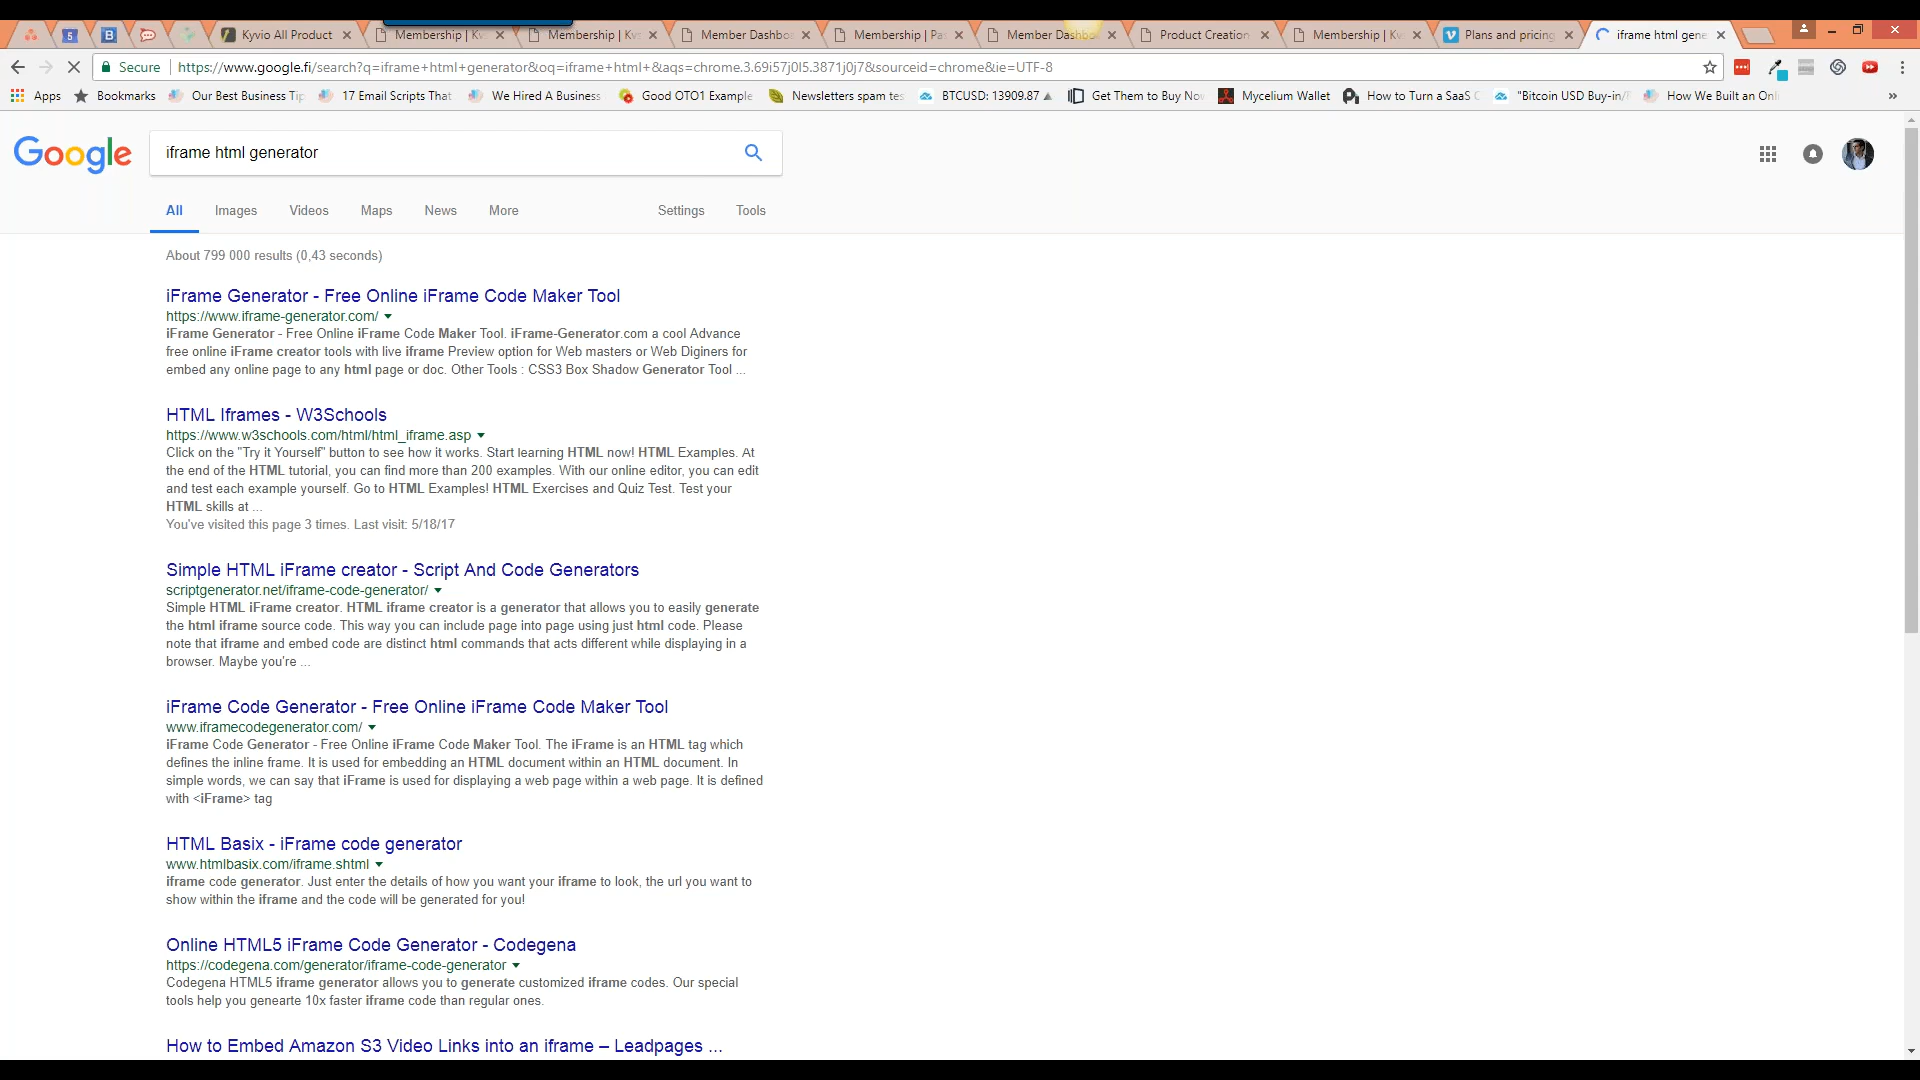 5
B
Kyvio All Product
Membership | Kv
Membership | Kv
Member Dashbo
Membership | Pa
Member Dashbo
Product Creation
Membership | Kv
Plans and pricing
iframe html gene
Secure
https://www.google.fi/search?q=iframe+html+generator&oq=iframe+html+&aqs=chrome.3.69i57j0l5.3871j0j7&sourceid=chrome&ie=UTF-8
Apps
Bookmarks
Our Best Business Tip
17 Email Scripts That
We Hired A Business
Good OTO1 Example
Newsletters spam tes
BTCUSD: 13909.87 ▲
Get Them to Buy Now
Mycelium Wallet
How to Turn a SaaS
"Bitcoin USD Buy-in/
How We Built an Onli
»
Google
iframe html generator
All
Images
Videos
Maps
News
More
Settings
Tools
About 799 000 results (0,43 seconds)
iFrame Generator - Free Online iFrame Code Maker Tool
https://www.iframe-generator.com/
iFrame Generator - Free Online iFrame Code Maker Tool. iFrame-Generator.com a cool Advance
free online iFrame creator tools with live iframe Preview option for Web masters or Web Diginers for
embed any online page to any html page or doc. Other Tools : CSS3 Box Shadow Generator Tool ...
HTML Iframes - W3Schools
https://www.w3schools.com/html/html_iframe.asp
Click on the "Try it Yourself" button to see how it works. Start learning HTML now! HTML Examples. At
the end of the HTML tutorial, you can find more than 200 examples. With our online editor, you can edit
and test each example yourself. Go to HTML Examples! HTML Exercises and Quiz Test. Test your
HTML skills at ...
You've visited this page 3 times. Last visit: 5/18/17
Simple HTML iFrame creator - Script And Code Generators
scriptgenerator.net/iframe-code-generator/
Simple HTML iFrame creator. HTML iframe creator is a generator that allows you to easily generate
the html iframe source code. This way you can include page into page using just html code. Please
note that iframe and embed code are distinct html commands that acts different while displaying in a
browser. Maybe you're ...
iFrame Code Generator - Free Online iFrame Code Maker Tool
www.iframecodegenerator.com/
iFrame Code Generator - Free Online iFrame Code Maker Tool. The iFrame is an HTML tag which
defines the inline frame. It is used for embedding an HTML document within an HTML document. In
simple words, we can say that iFrame is used for displaying a web page within a web page. It is defined
with <iFrame> tag
HTML Basix - iFrame code generator
www.htmlbasix.com/iframe.shtml
iframe code generator. Just enter the details of how you want your iframe to look, the url you want to
show within the iframe and the code will be generated for you!
Online HTML5 iFrame Code Generator - Codegena
https://codegena.com/generator/iframe-code-generator
Codegena HTML5 iframe generator allows you to generate customized iframe codes. Our special
tools help you genearte 10x faster iframe code than regular ones.
How to Embed Amazon S3 Video Links into an iframe – Leadpages ...